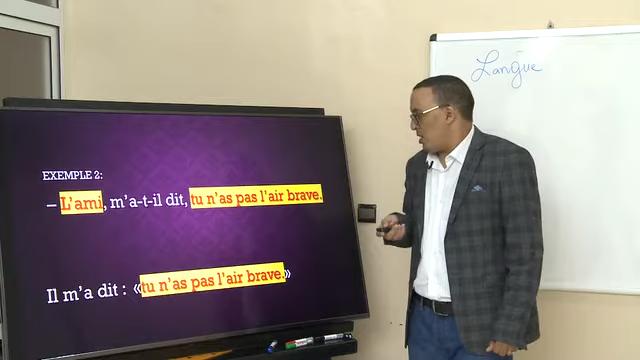 Langue
EXEMPLE 2:
– L'ami, m'a-t-il dit, tu n'as pas l'air brave.
Il m'a dit : «tu n'as pas l'air brave.»